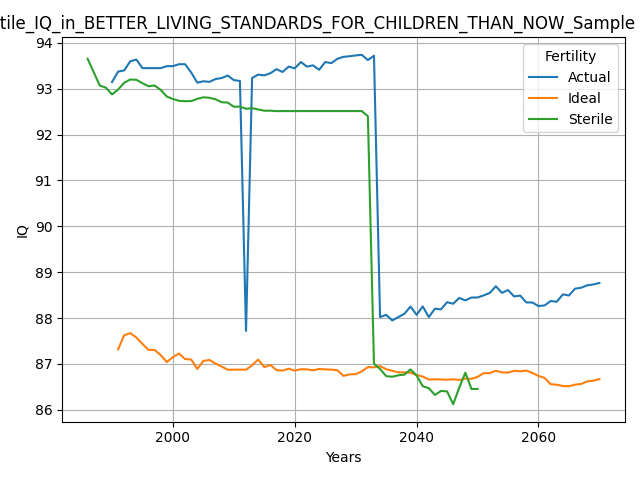 tile_IQ_in_BETTER_LIVING_STANDARDS_FOR_CHILDREN_THAN_NOW_Sample
94
93
92
91
90
89
88
87
86
IQ
2000
2020
2040
2060
Years
Fertility
Actual
Ideal
Sterile